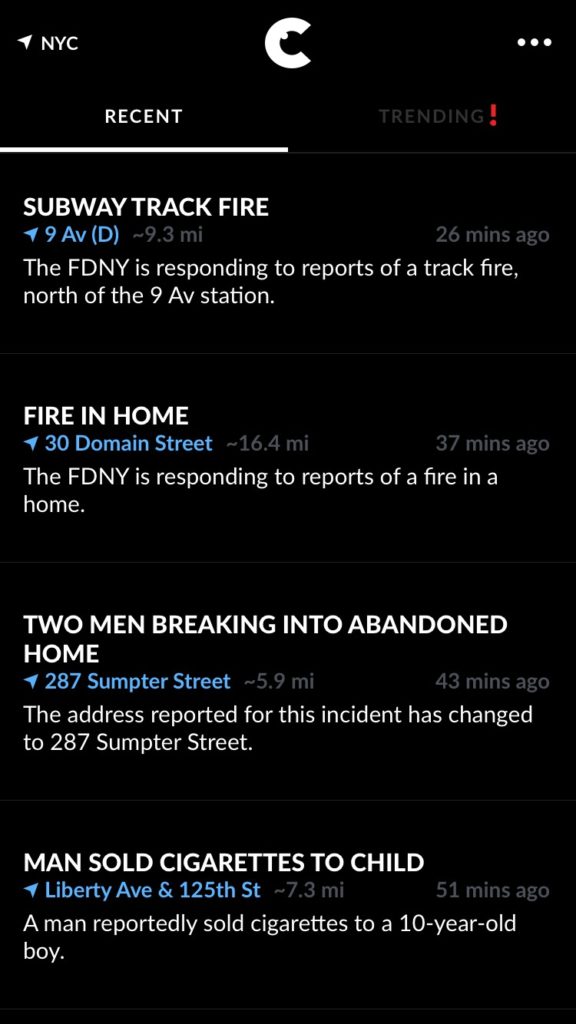 NYC
RECENT
TRENDING❗
SUBWAY TRACK FIRE
9 Av (D) ~9.3 mi 26 mins ago
The FDNY is responding to reports of a track fire,
north of the 9 Av station.
FIRE IN HOME
30 Domain Street ~16.4 mi 37 mins ago
The FDNY is responding to reports of a fire in a
home.
TWO MEN BREAKING INTO ABANDONED
HOME
287 Sumpter Street ~5.9 mi 43 mins ago
The address reported for this incident has changed
to 287 Sumpter Street.
MAN SOLD CIGARETTES TO CHILD
Liberty Ave & 125th St ~7.3 mi 51 mins ago
A man reportedly sold cigarettes to a 10-year-old
boy.